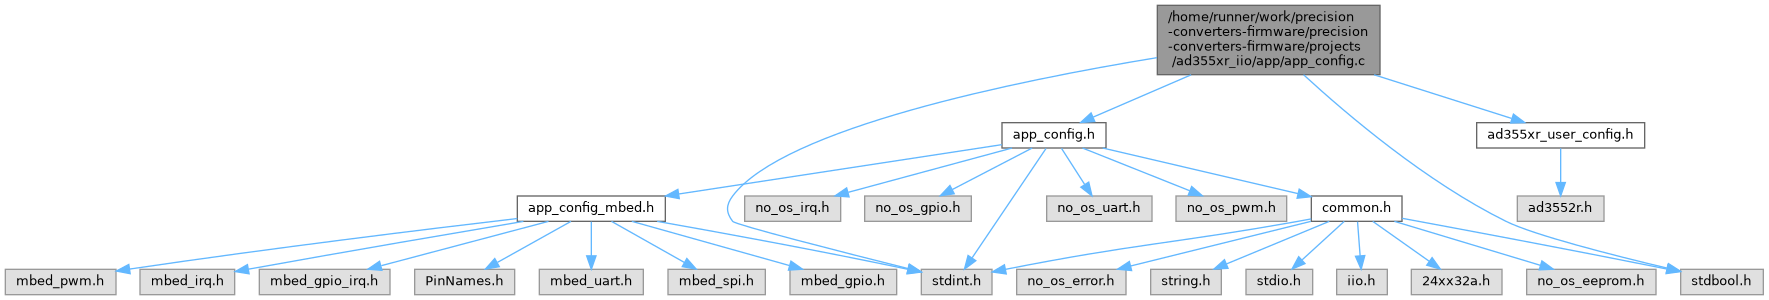 /home/runner/work/precision
-converters-firmware/precision
-converters-firmware/projects
/ad355xr_iio/app/app_config.c
app_config.h
ad355xr_user_config.h
app_config_mbed.h
no_os_irq.h
no_os_gpio.h
no_os_uart.h
no_os_pwm.h
common.h
ad3552r.h
mbed_pwm.h
mbed_irq.h
mbed_gpio_irq.h
PinNames.h
mbed_uart.h
mbed_spi.h
mbed_gpio.h
stdint.h
no_os_error.h
string.h
stdio.h
iio.h
24xx32a.h
no_os_eeprom.h
stdbool.h